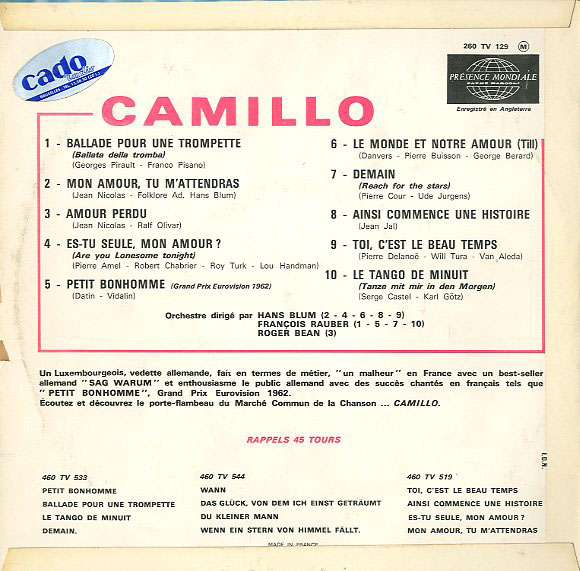 cado
260 TV 129 (M)
PRÉSENCE MONDIALE
Enregistré en Angleterre
CAMILLO
1 - BALLADE POUR UNE TROMPETTE
(Ballata della tromba)
(Georges Pirault - Franco Pisano)
2 - MON AMOUR, TU M'ATTENDRAS
(Jean Nicolas - Folklore Ad. Hans Blum)
3 - AMOUR PERDU
(Jean Nicolas - Ralf Olivar)
4 - ES-TU SEULE, MON AMOUR ?
(Are you Lonesome tonight)
(Pierre Amel - Robert Chabrier - Roy Turk - Lou Handman)
5 - PETIT BONHOMME (Grand Prix Eurovision 1962)
(Datin - Vidalin)
6 - LE MONDE ET NOTRE AMOUR (Till)
(Danvers - Pierre Buisson - George Berard)
7 - DEMAIN
(Reach for the stars)
(Pierre Cour - Ude Jurgens)
8 - AINSI COMMENCE UNE HISTOIRE
(Jean Jal)
9 - TOI, C'EST LE BEAU TEMPS
(Pierre Delanoë - Will Tura - Van Aleda)
10 - LE TANGO DE MINUIT
(Tanze mit mir in den Morgen)
(Serge Castel - Karl Götz)
Orchestre dirigé par HANS BLUM (2 - 4 - 6 - 8 - 9)
FRANÇOIS RAUBER (1 - 5 - 7 - 10)
ROGER BEAN (3)
Un Luxembourgeois, vedette allemande, fait en termes de métier, "un malheur" en France avec un best-seller
allemand "SAG WARUM" et enthousiasme le public allemand avec des succès chantés en français tels que
"PETIT BONHOMME", Grand Prix Eurovision 1962.
Écoutez et découvrez le porte-flambeau du Marché Commun de la Chanson ... CAMILLO.
RAPPELS 45 TOURS
460 TV 533
PETIT BONHOMME
BALLADE POUR UNE TROMPETTE
LE TANGO DE MINUIT
DEMAIN.
460 TV 544
WANN
DAS GLÜCK, VON DEM ICH EINST GETRÄUMT
DU KLEINER MANN
WENN EIN STERN VON HIMMEL FÄLLT.
460 TV 519
TOI, C'EST LE BEAU TEMPS
AINSI COMMENCE UNE HISTOIRE
ES-TU SEULE, MON AMOUR ?
MON AMOUR, TU M'ATTENDRAS
I.D.N.
MADE IN FRANCE